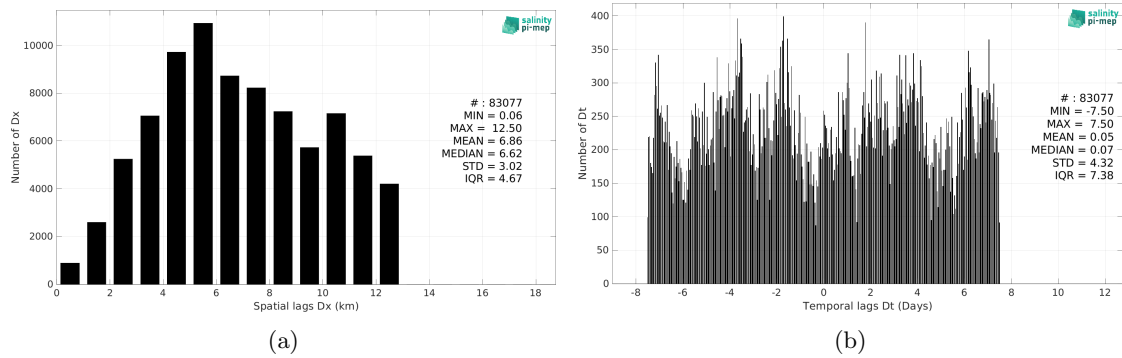 salinity
pi-mep
10000
8000
6000
4000
2000
0
Number of Dx
# : 83077
MIN = 0.06
MAX = 12.50
MEAN = 6.86
MEDIAN = 6.62
STD = 3.02
IQR = 4.67
0 2 4 6 8 10 12 14 16 18
Spatial lags Dx (km)
(a)
salinity
pi-mep
400
350
300
250
200
150
100
50
0
Number of Dt
# : 83077
MIN = -7.50
MAX = 7.50
MEAN = 0.05
MEDIAN = 0.07
STD = 4.32
IQR = 7.38
-8 -6 -4 -2 0 2 4 6 8 10 12
Temporal lags Dt (Days)
(b)